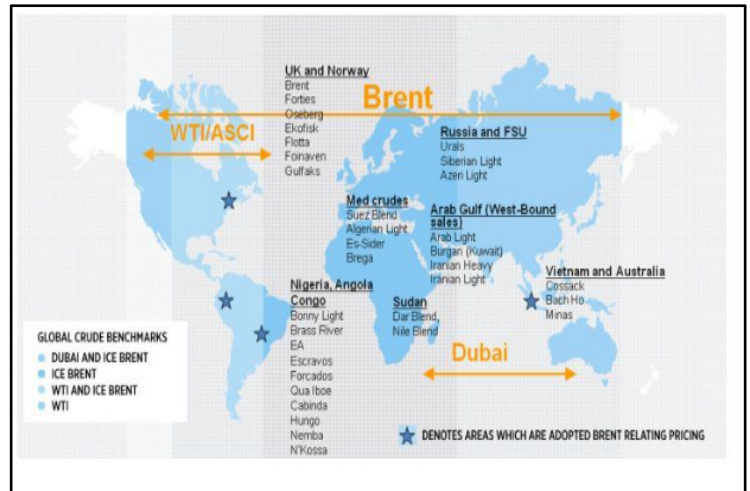 UK and Norway
Brent
Forties
Oseberg
Ekofisk
Flotta
Foinaven
Gulfaks
Brent
WTI/ASCI
Russia and FSU
Urals
Siberian Light
Azeri Light
Med crudes
Suez Blend
Algerian Light
Es-Sider
Brega
Arab Gulf (West-Bound
sales)
Arab Light
Burgan (Kuwait)
Iranian Heavy
Iranian Light
Vietnam and Australia
Cossack
Bach Ho
Minas
Nigeria, Angola
Congo
Bonny Light
Brass River
EA
Escravos
Forcados
Qua Iboe
Cabinda
Hungo
Nemba
N'Kossa
Sudan
Dar Blend,
Nile Blend
Dubai
GLOBAL CRUDE BENCHMARKS
DUBAI AND ICE BRENT
ICE BRENT
WTI AND ICE BRENT
WTI
DENOTES AREAS WHICH ARE ADOPTED BRENT RELATING PRICING